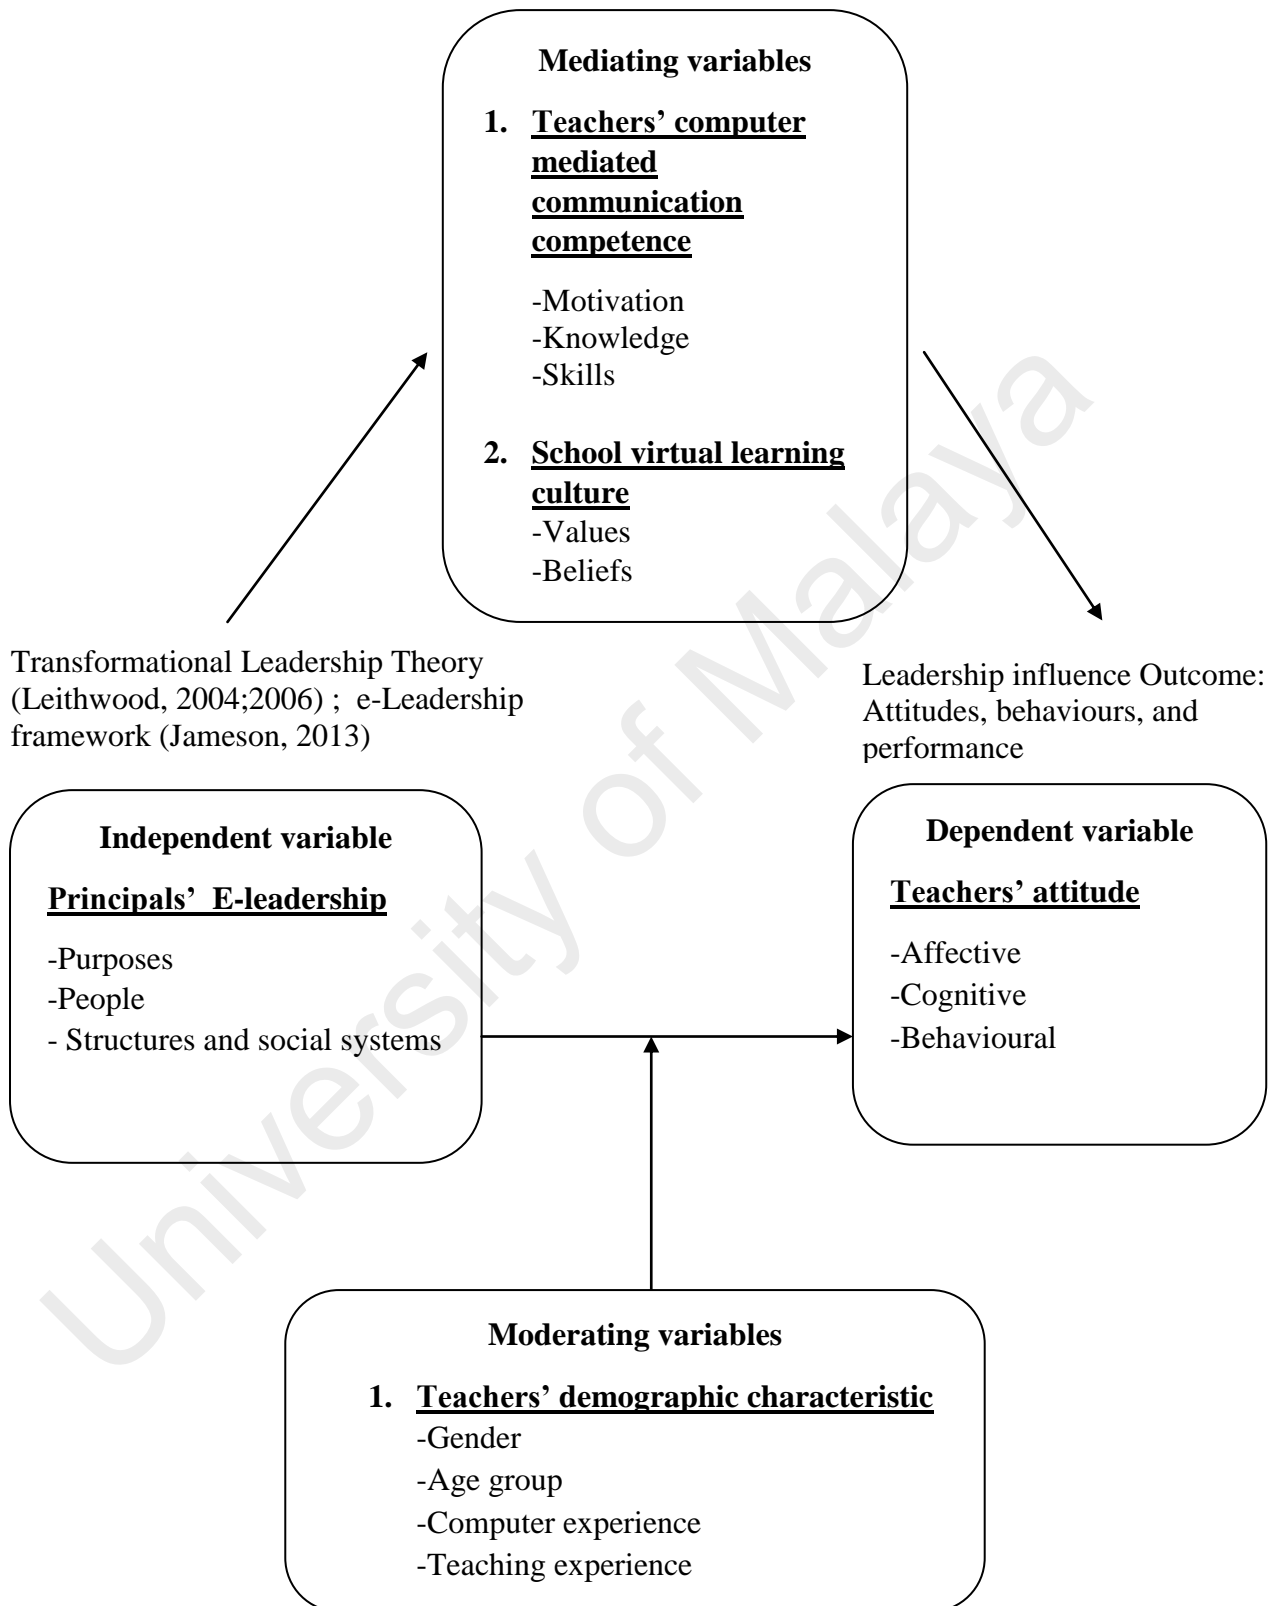 Mediating variables
1. Teachers’ computer
mediated
communication
competence
-Motivation
-Knowledge
-Skills
2. School virtual learning
culture
-Values
-Beliefs
Transformational Leadership Theory
(Leithwood, 2004;2006) ; e-Leadership
framework (Jameson, 2013)
Leadership influence Outcome:
Attitudes, behaviours, and
performance
Independent variable
Principals’ E-leadership
-Purposes
-People
- Structures and social systems
Dependent variable
Teachers’ attitude
-Affective
-Cognitive
-Behavioural
Moderating variables
1. Teachers’ demographic characteristic
-Gender
-Age group
-Computer experience
-Teaching experience
University of Malaya